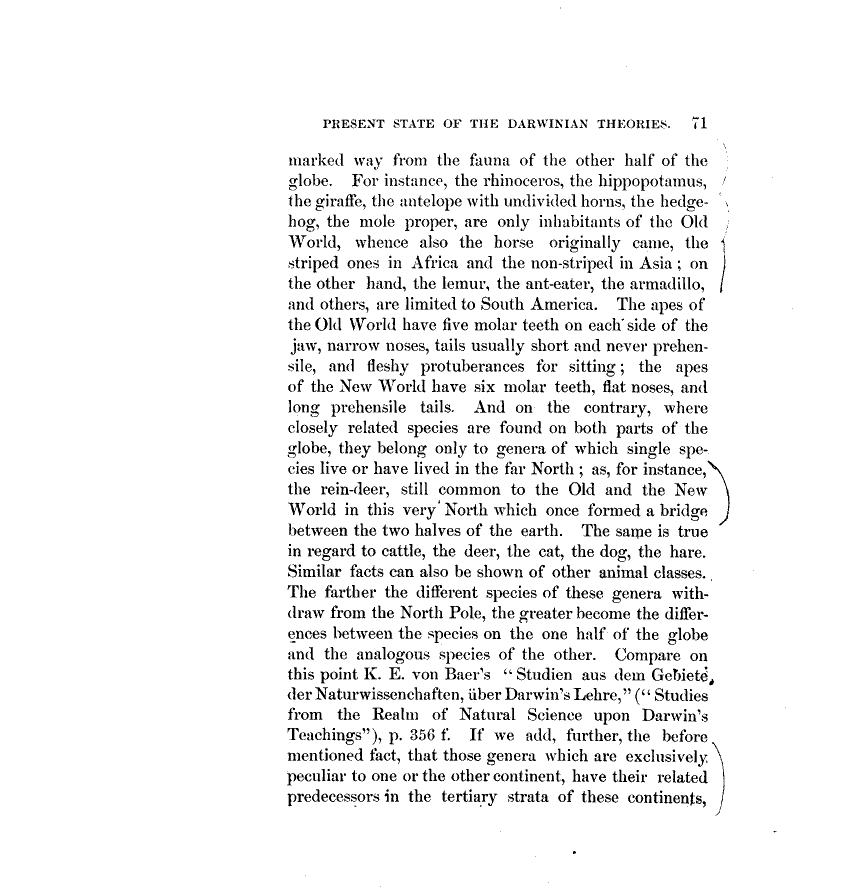 PRESENT STATE OF THE DARWINIAN THEORIES. 71
marked way from the fauna of the other half of the
globe. For instance, the rhinoceros, the hippopotamus,
the giraffe, the antelope with undivided horns, the hedge-
hog, the mole proper, are only inhabitants of the Old
World, whence also the horse originally came, the
striped ones in Africa and the non-striped in Asia; on
the other hand, the lemur, the ant-eater, the armadillo,
and others, are limited to South America. The apes of
the Old World have five molar teeth on each side of the
jaw, narrow noses, tails usually short and never prehen-
sile, and fleshy protuberances for sitting; the apes
of the New World have six molar teeth, flat noses, and
long prehensile tails. And on the contrary, where
closely related species are found on both parts of the
globe, they belong only to genera of which single spe-
cies live or have lived in the far North; as, for instance,
the rein-deer, still common to the Old and the New
World in this very North which once formed a bridge
between the two halves of the earth. The same is true
in regard to cattle, the deer, the cat, the dog, the hare.
Similar facts can also be shown of other animal classes.
The farther the different species of these genera with-
draw from the North Pole, the greater become the differ-
ences between the species on the one half of the globe
and the analogous species of the other. Compare on
this point K. E. von Baer's "Studien aus dem Gebiete,
der Naturwissenchaften, über Darwin's Lehre," ("Studies
from the Realm of Natural Science upon Darwin's
Teachings"), p. 356 f. If we add, further, the before
mentioned fact, that those genera which are exclusively
peculiar to one or the other continent, have their related
predecessors in the tertiary strata of these continents,